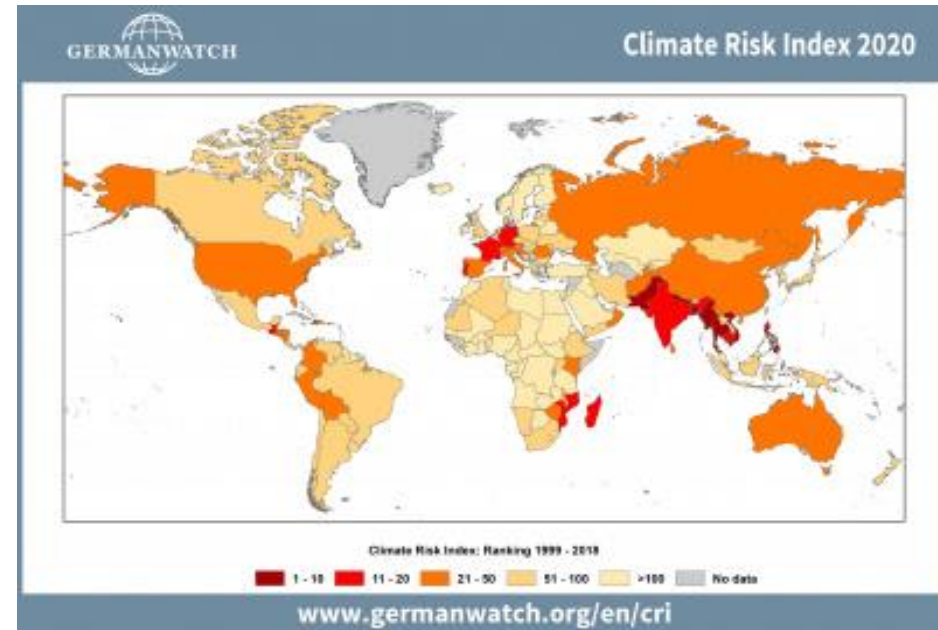 GERMANWATCH
Climate Risk Index 2020
Climate Risk Index: Ranking 1999 - 2018
1 - 10 11 - 20 21 - 50 51 - 100 >100 No data
www.germanwatch.org/en/cri